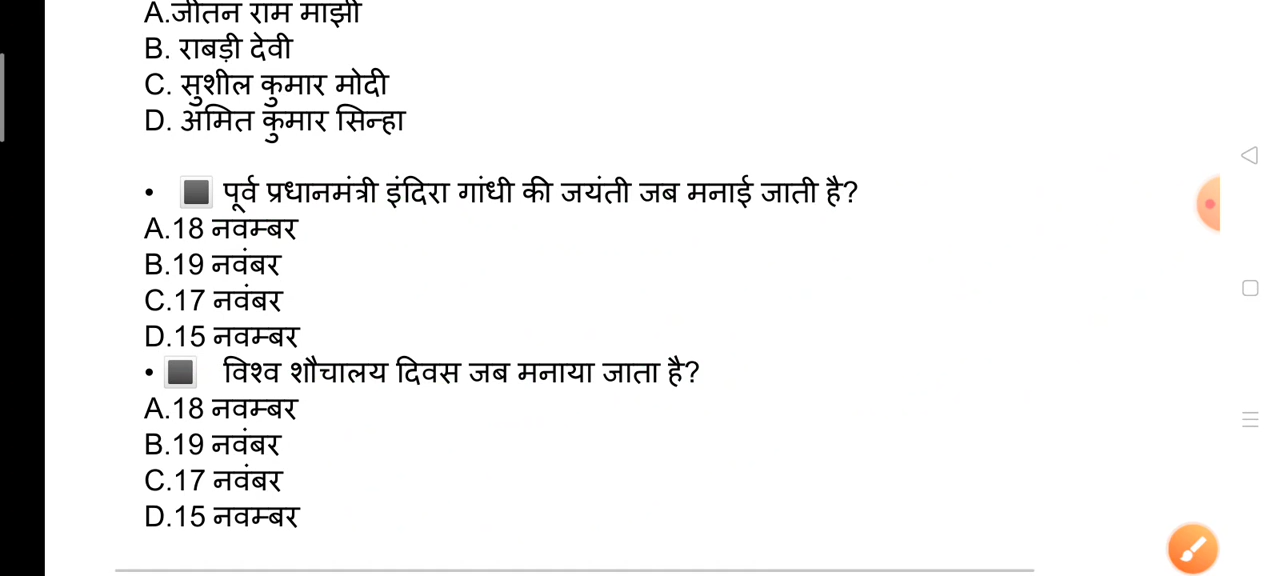 A.जीतन राम माझी
B. राबड़ी देवी
C. सुशील कुमार मोदी
D. अमित कुमार सिन्हा
• पूर्व प्रधानमंत्री इंदिरा गांधी की जयंती जब मनाई जाती है?
A.18 नवम्बर
B.19 नवंबर
C.17 नवंबर
D.15 नवम्बर
• विश्व शौचालय दिवस जब मनाया जाता है?
A.18 नवम्बर
B.19 नवंबर
C.17 नवंबर
D.15 नवम्बर